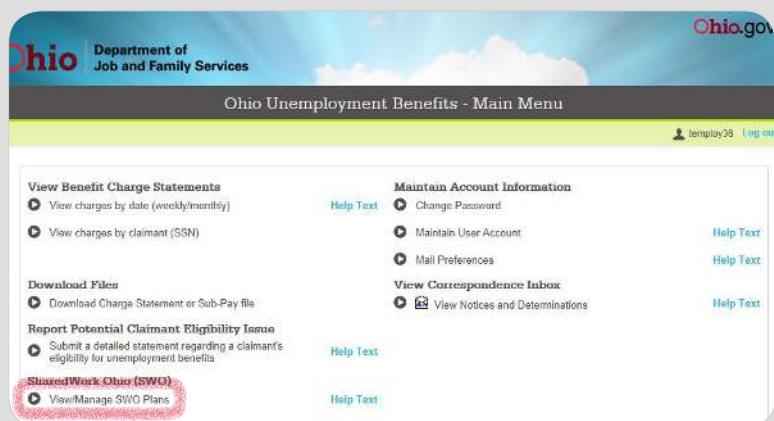 Ohio.gov
Ohio
Department of
Job and Family Services
Ohio Unemployment Benefits - Main Menu
temploy36 Log out
View Benefit Charge Statements
View charges by date (weekly/monthly) Help Text
View charges by claimant (SSN)
Download Files
Download Charge Statement or Sub-Pay file
Report Potential Claimant Eligibility Issue
Submit a detailed statement regarding a claimant's
eligibility for unemployment benefits Help Text
SharedWork Ohio (SWO)
View/Manage SWO Plans Help Text
Maintain Account Information
Change Password
Maintain User Account Help Text
Mail Preferences Help Text
View Correspondence Inbox
View Notices and Determinations Help Text